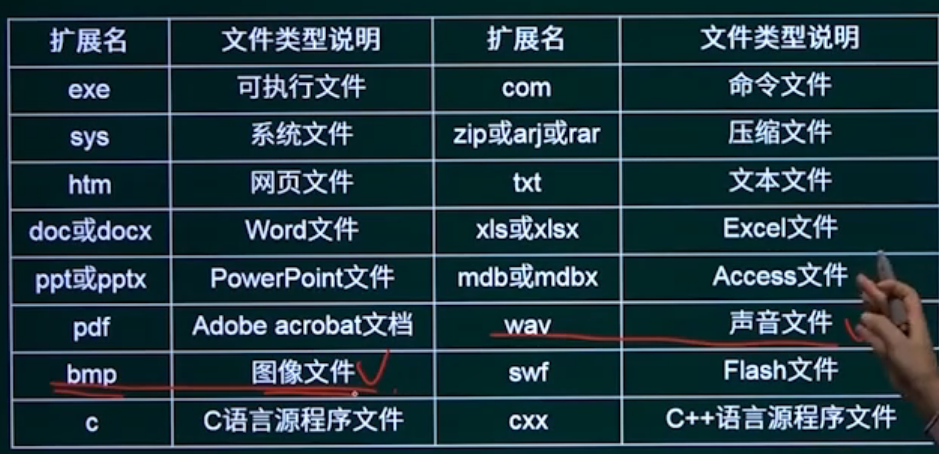 扩展名 文件类型说明 扩展名 文件类型说明
exe 可执行文件 com 命令文件
sys 系统文件 zip或arj或rar 压缩文件
htm 网页文件 txt 文本文件
doc或docx Word文件 xls或xlsx Excel文件
ppt或pptx PowerPoint文件 mdb或mdbx Access文件
pdf Adobe acrobat文档 wav 声音文件
bmp 图像文件 swf Flash文件
c C语言源程序文件 cxx C++语言源程序文件